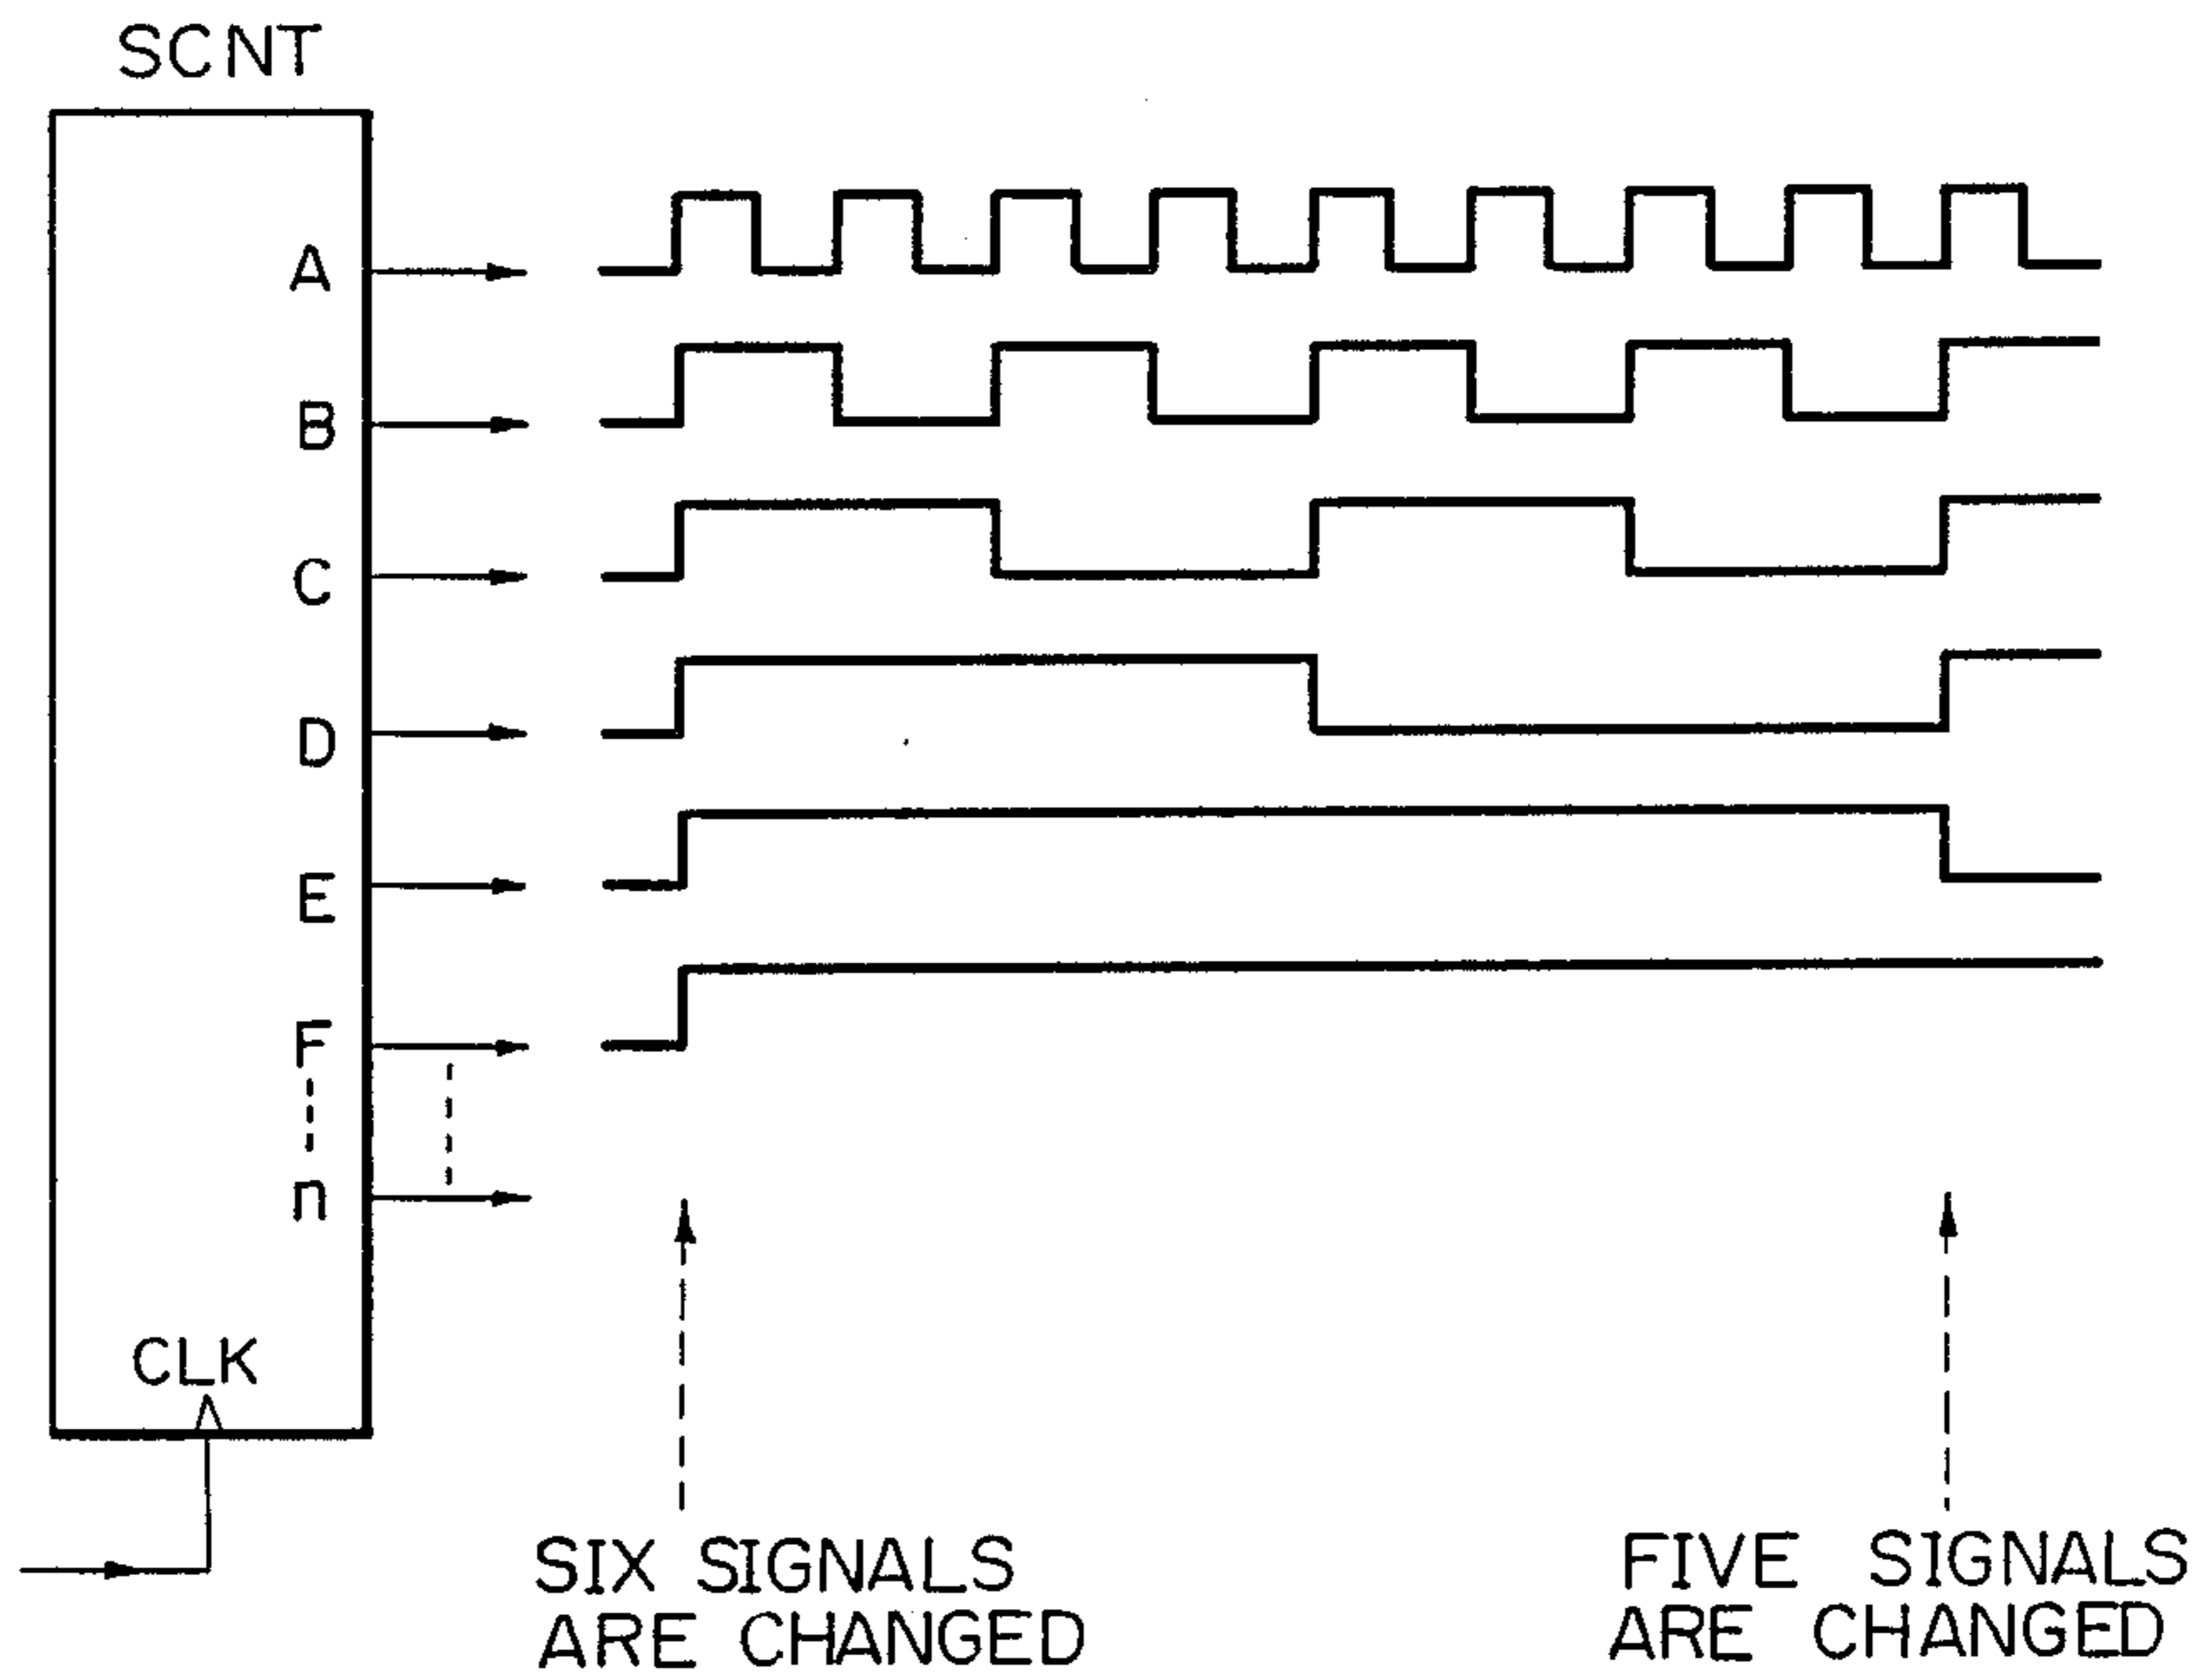 SCNT
A
B
C
D
E
F
n
CLK
SIX SIGNALS
ARE CHANGED
FIVE SIGNALS
ARE CHANGED